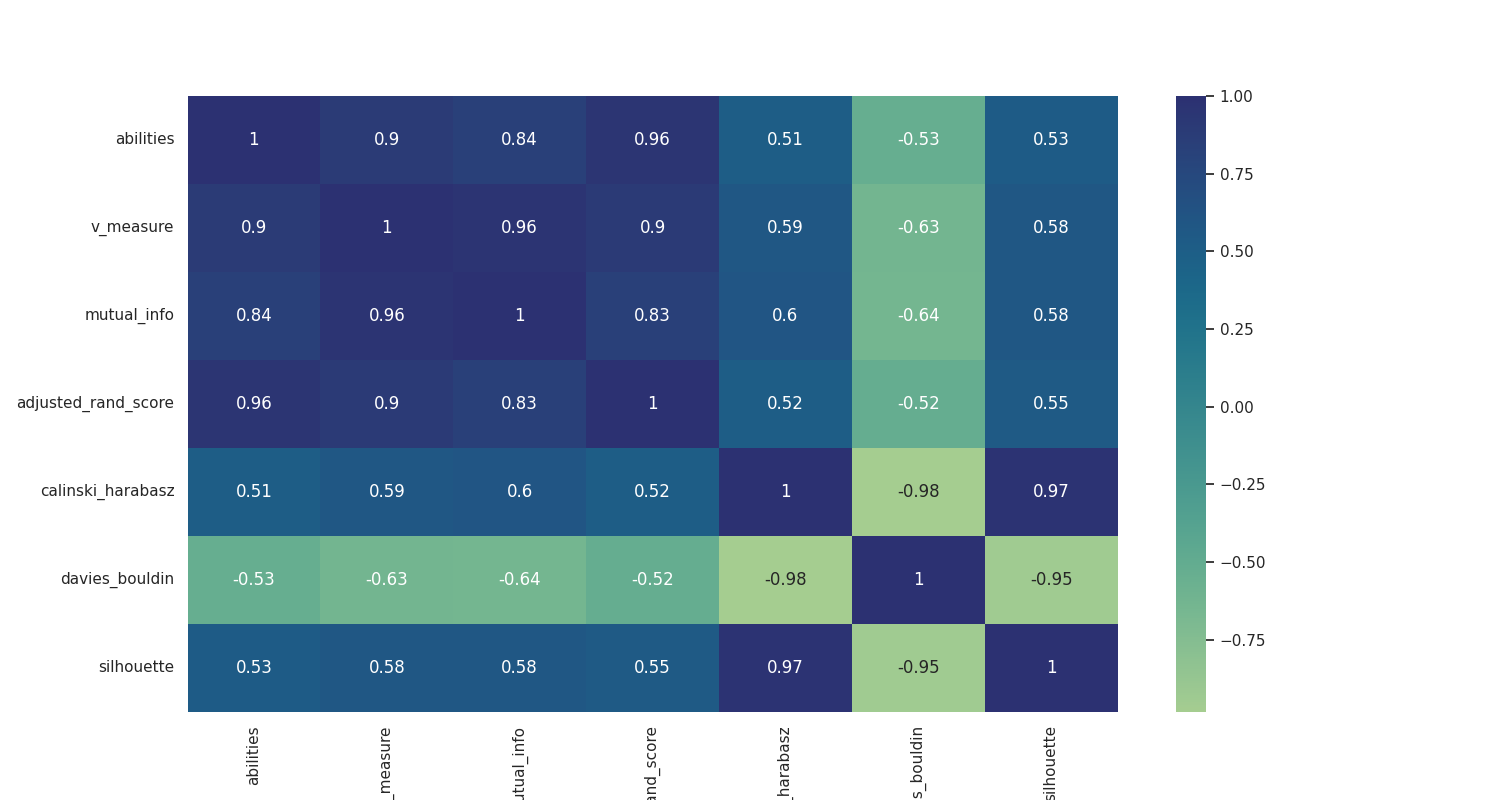 abilities 1 0.9 0.84 0.96 0.51 -0.53 0.53
v_measure 0.9 1 0.96 0.9 0.59 -0.63 0.58
mutual_info 0.84 0.96 1 0.83 0.6 -0.64 0.58
adjusted_rand_score 0.96 0.9 0.83 1 0.52 -0.52 0.55
calinski_harabasz 0.51 0.59 0.6 0.52 1 -0.98 0.97
davies_bouldin -0.53 -0.63 -0.64 -0.52 -0.98 1 -0.95
silhouette 0.53 0.58 0.58 0.55 0.97 -0.95 1
abilities
_measure
utual_info
and_score
_harabasz
s_bouldin
silhouette
1.00
0.75
0.50
0.25
0.00
−0.25
−0.50
−0.75